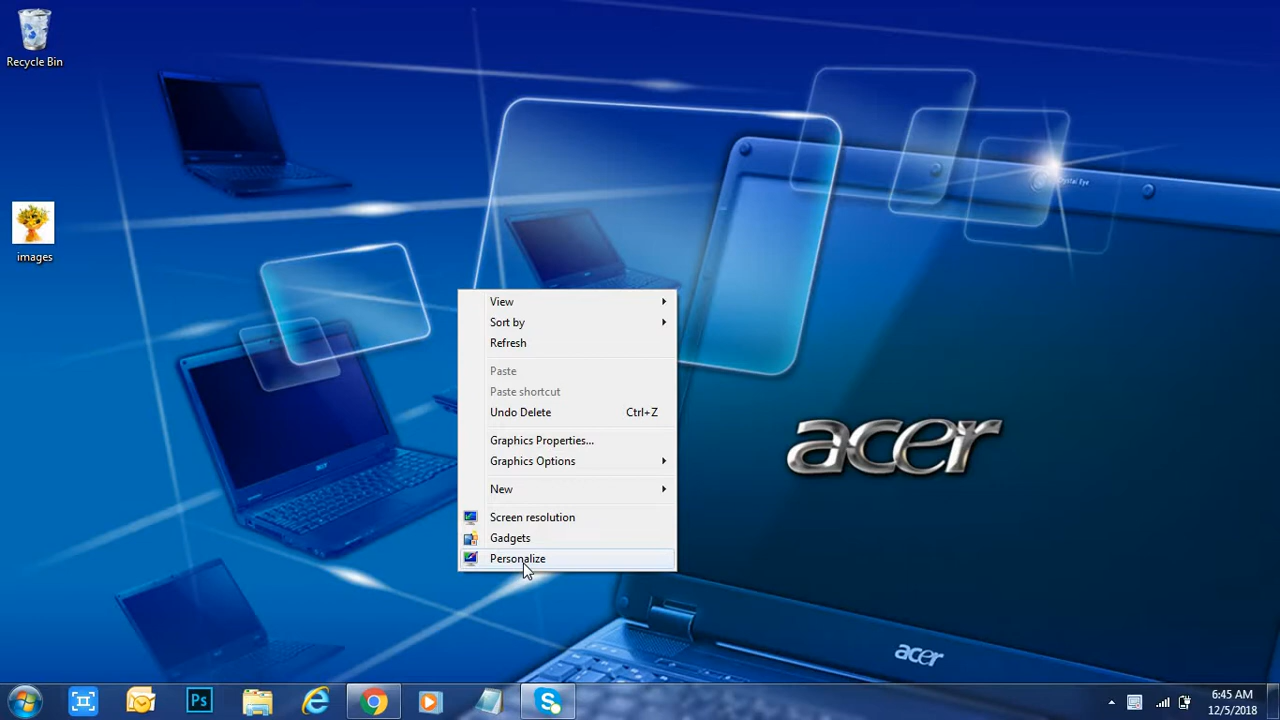 Recycle Bin
images
View
Sort by
Refresh
Paste
Paste shortcut
Undo Delete Ctrl+Z
Graphics Properties...
Graphics Options
New
Screen resolution
Gadgets
Personalize
acer
acer
Ps
6:45 AM
12/5/2018